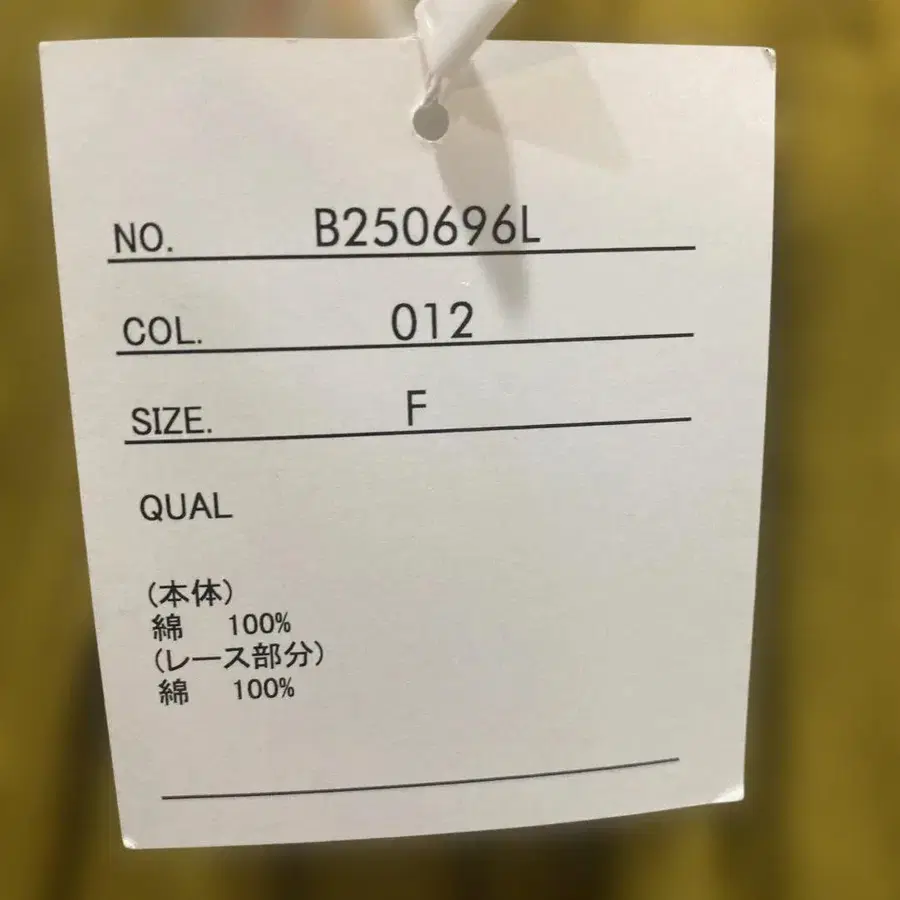 NO. B250696L
COL. 012
SIZE. F
QUAL
(本体)
綿 100%
(レース部分)
綿 100%